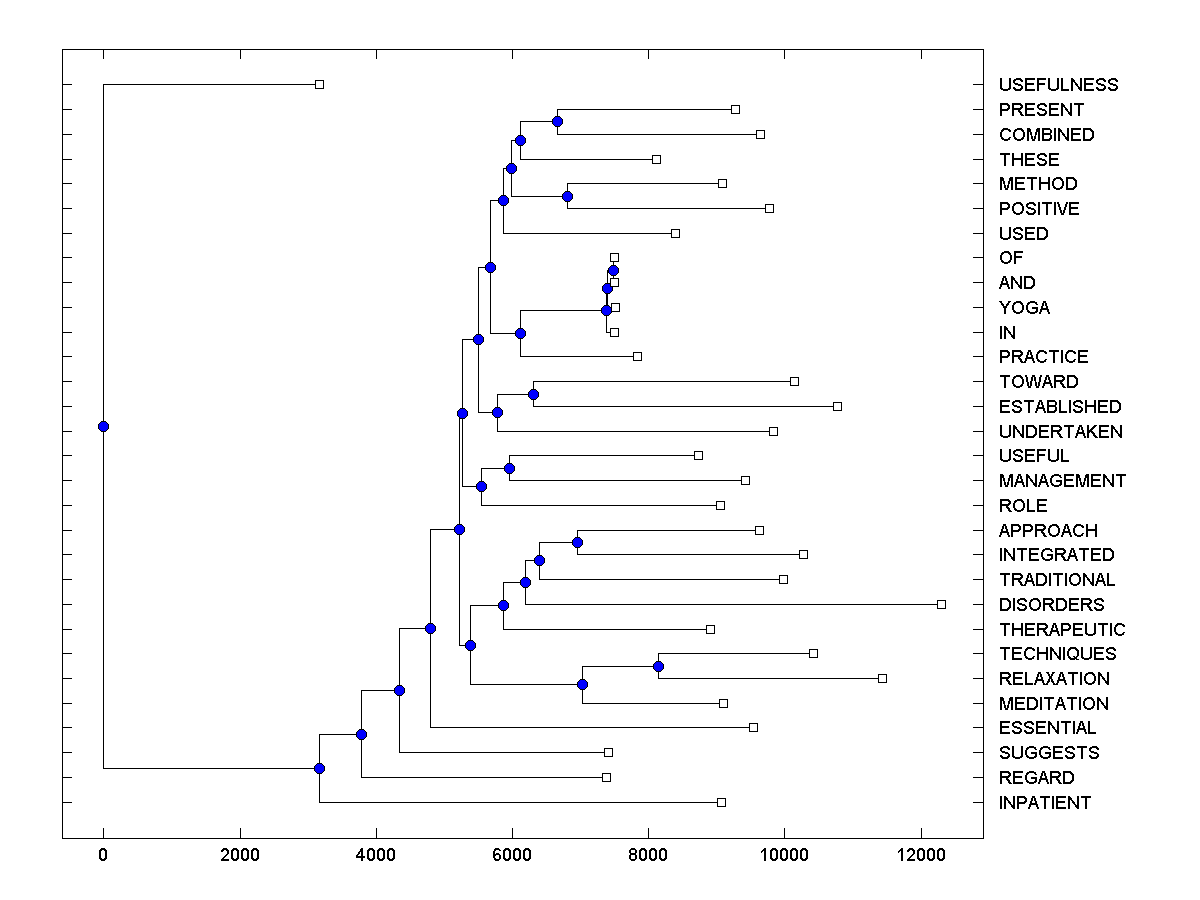 USEFULNESS
PRESENT
COMBINED
THESE
METHOD
POSITIVE
USED
OF
AND
YOGA
IN
PRACTICE
TOWARD
ESTABLISHED
UNDERTAKEN
USEFUL
MANAGEMENT
ROLE
APPROACH
INTEGRATED
TRADITIONAL
DISORDERS
THERAPEUTIC
TECHNIQUES
RELAXATION
MEDITATION
ESSENTIAL
SUGGESTS
REGARD
INPATIENT
0 2000 4000 6000 8000 10000 12000